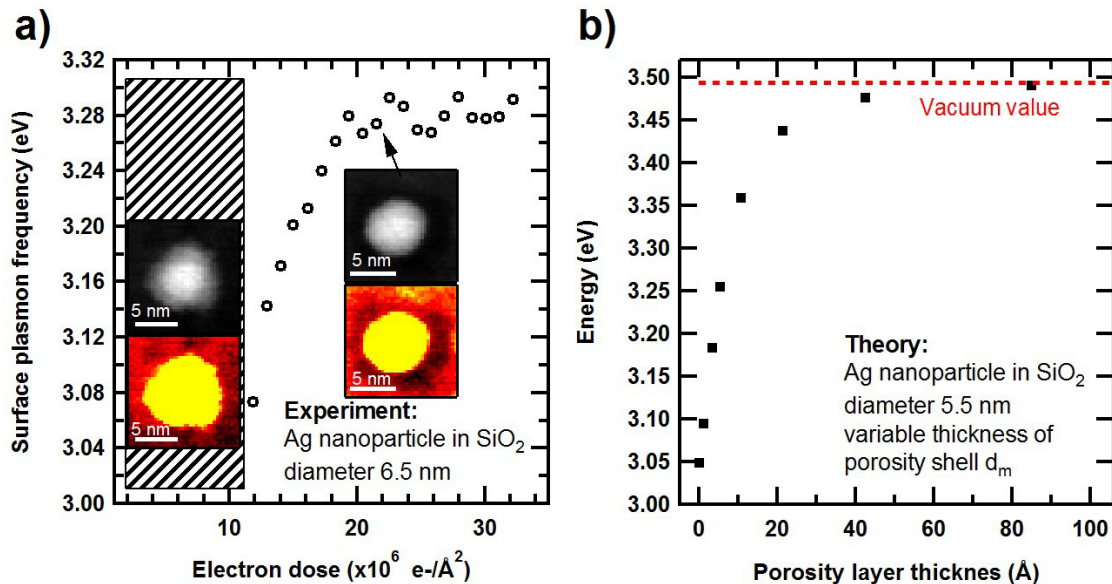 a)
3.32
3.28
3.24
3.20
3.16
3.12
3.08
3.04
3.00
Surface plasmon frequency (eV)
5 nm
5 nm
5 nm
5 nm
Experiment:
Ag nanoparticle in SiO2
diameter 6.5 nm
10
20
30
Electron dose (x10^6 e-/Å^2)
b)
3.50
3.45
3.40
3.35
3.30
3.25
3.20
3.15
3.10
3.05
3.00
Energy (eV)
Vacuum value
Theory:
Ag nanoparticle in SiO2
diameter 5.5 nm
variable thickness of
porosity shell dm
0
20
40
60
80
100
Porosity layer thicknes (Å)